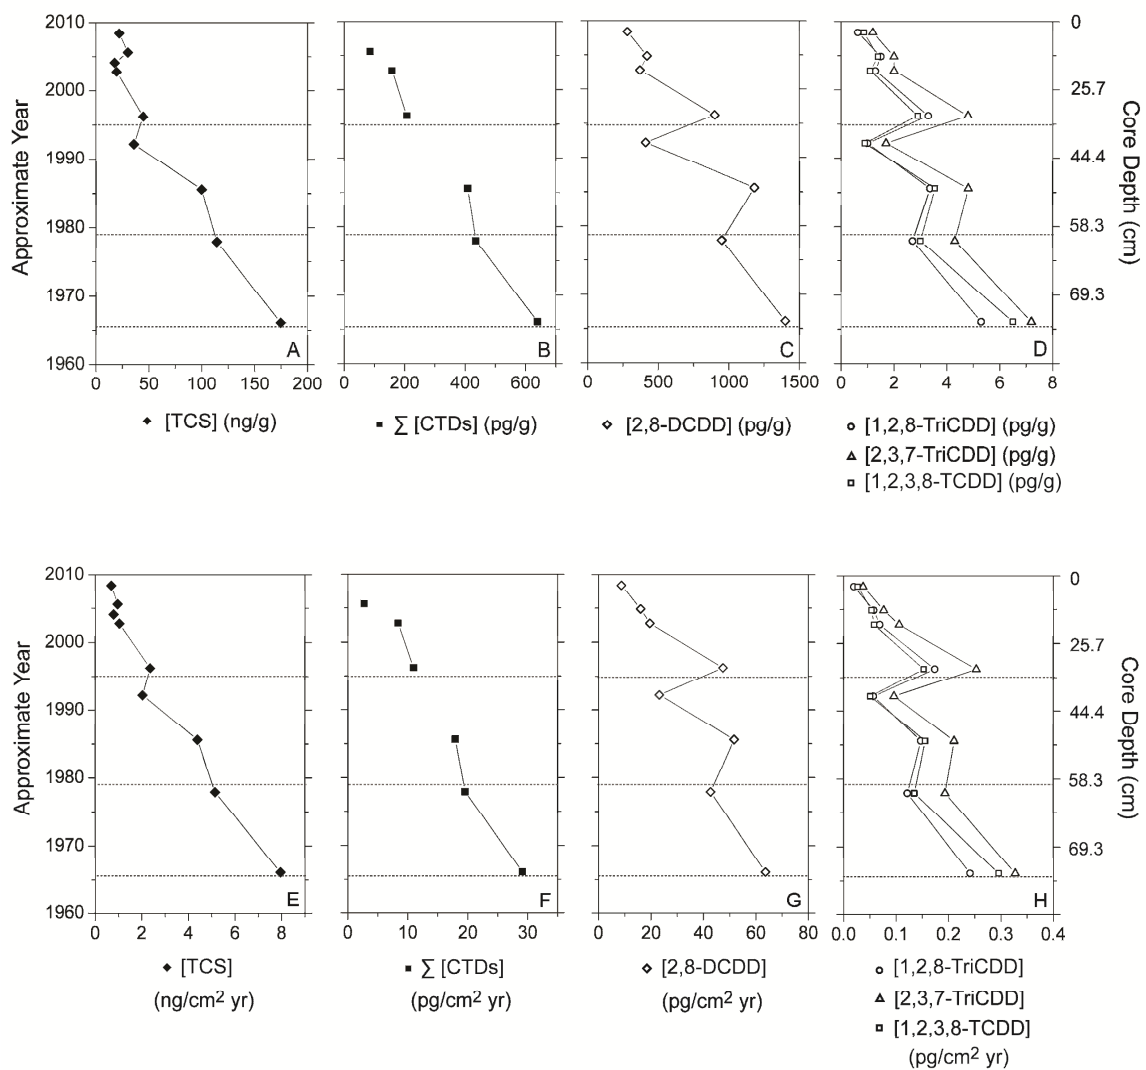 2010
2000
1990
1980
1970
1960
Approximate Year
0 50 100 150 200
A
◆ [TCS] (ng/g)
0 200 400 600
B
■ ∑ [CTDs] (pg/g)
0 500 1000 1500
C
◇ [2,8-DCDD] (pg/g)
0 2 4 6 8
D
0
25.7
44.4
58.3
69.3
Core Depth (cm)
○ [1,2,8-TriCDD] (pg/g)
△ [2,3,7-TriCDD] (pg/g)
□ [1,2,3,8-TCDD] (pg/g)
2010
2000
1990
1980
1970
1960
Approximate Year
0 2 4 6 8
E
◆ [TCS]
(ng/cm² yr)
0 10 20 30
F
■ ∑ [CTDs]
(pg/cm² yr)
0 20 40 60 80
G
◇ [2,8-DCDD]
(pg/cm² yr)
0.0 0.1 0.2 0.3 0.4
H
0
25.7
44.4
58.3
69.3
Core Depth (cm)
○ [1,2,8-TriCDD]
△ [2,3,7-TriCDD]
□ [1,2,3,8-TCDD]
(pg/cm² yr)